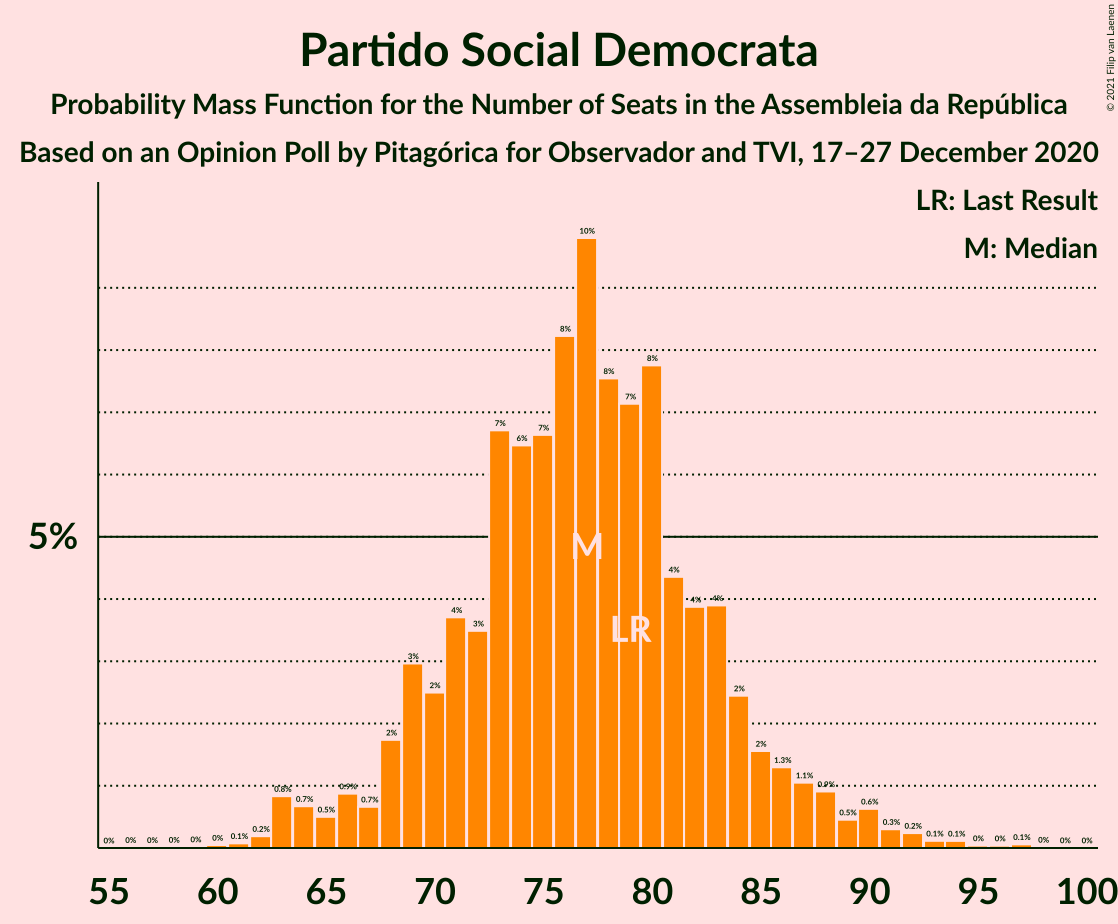 Partido Social Democrata
Probability Mass Function for the Number of Seats in the Assembleia da República
Based on an Opinion Poll by Pitagórica for Observador and TVI, 17–27 December 2020
© 2021 Filip van Laenen
LR: Last Result
M: Median
5%
0% 0% 0% 0% 0% 0% 0.1% 0.2% 0.8% 0.7% 0.5% 0.9% 0.7% 2% 3% 2% 4% 3% 7% 6% 7% 8% 10% 8% 7% 8% 4% 4% 4% 2% 2% 1.3% 1.1% 0.9% 0.5% 0.6% 0.3% 0.2% 0.1% 0.1% 0% 0% 0.1% 0% 0% 0%
M
LR
55 60 65 70 75 80 85 90 95 100